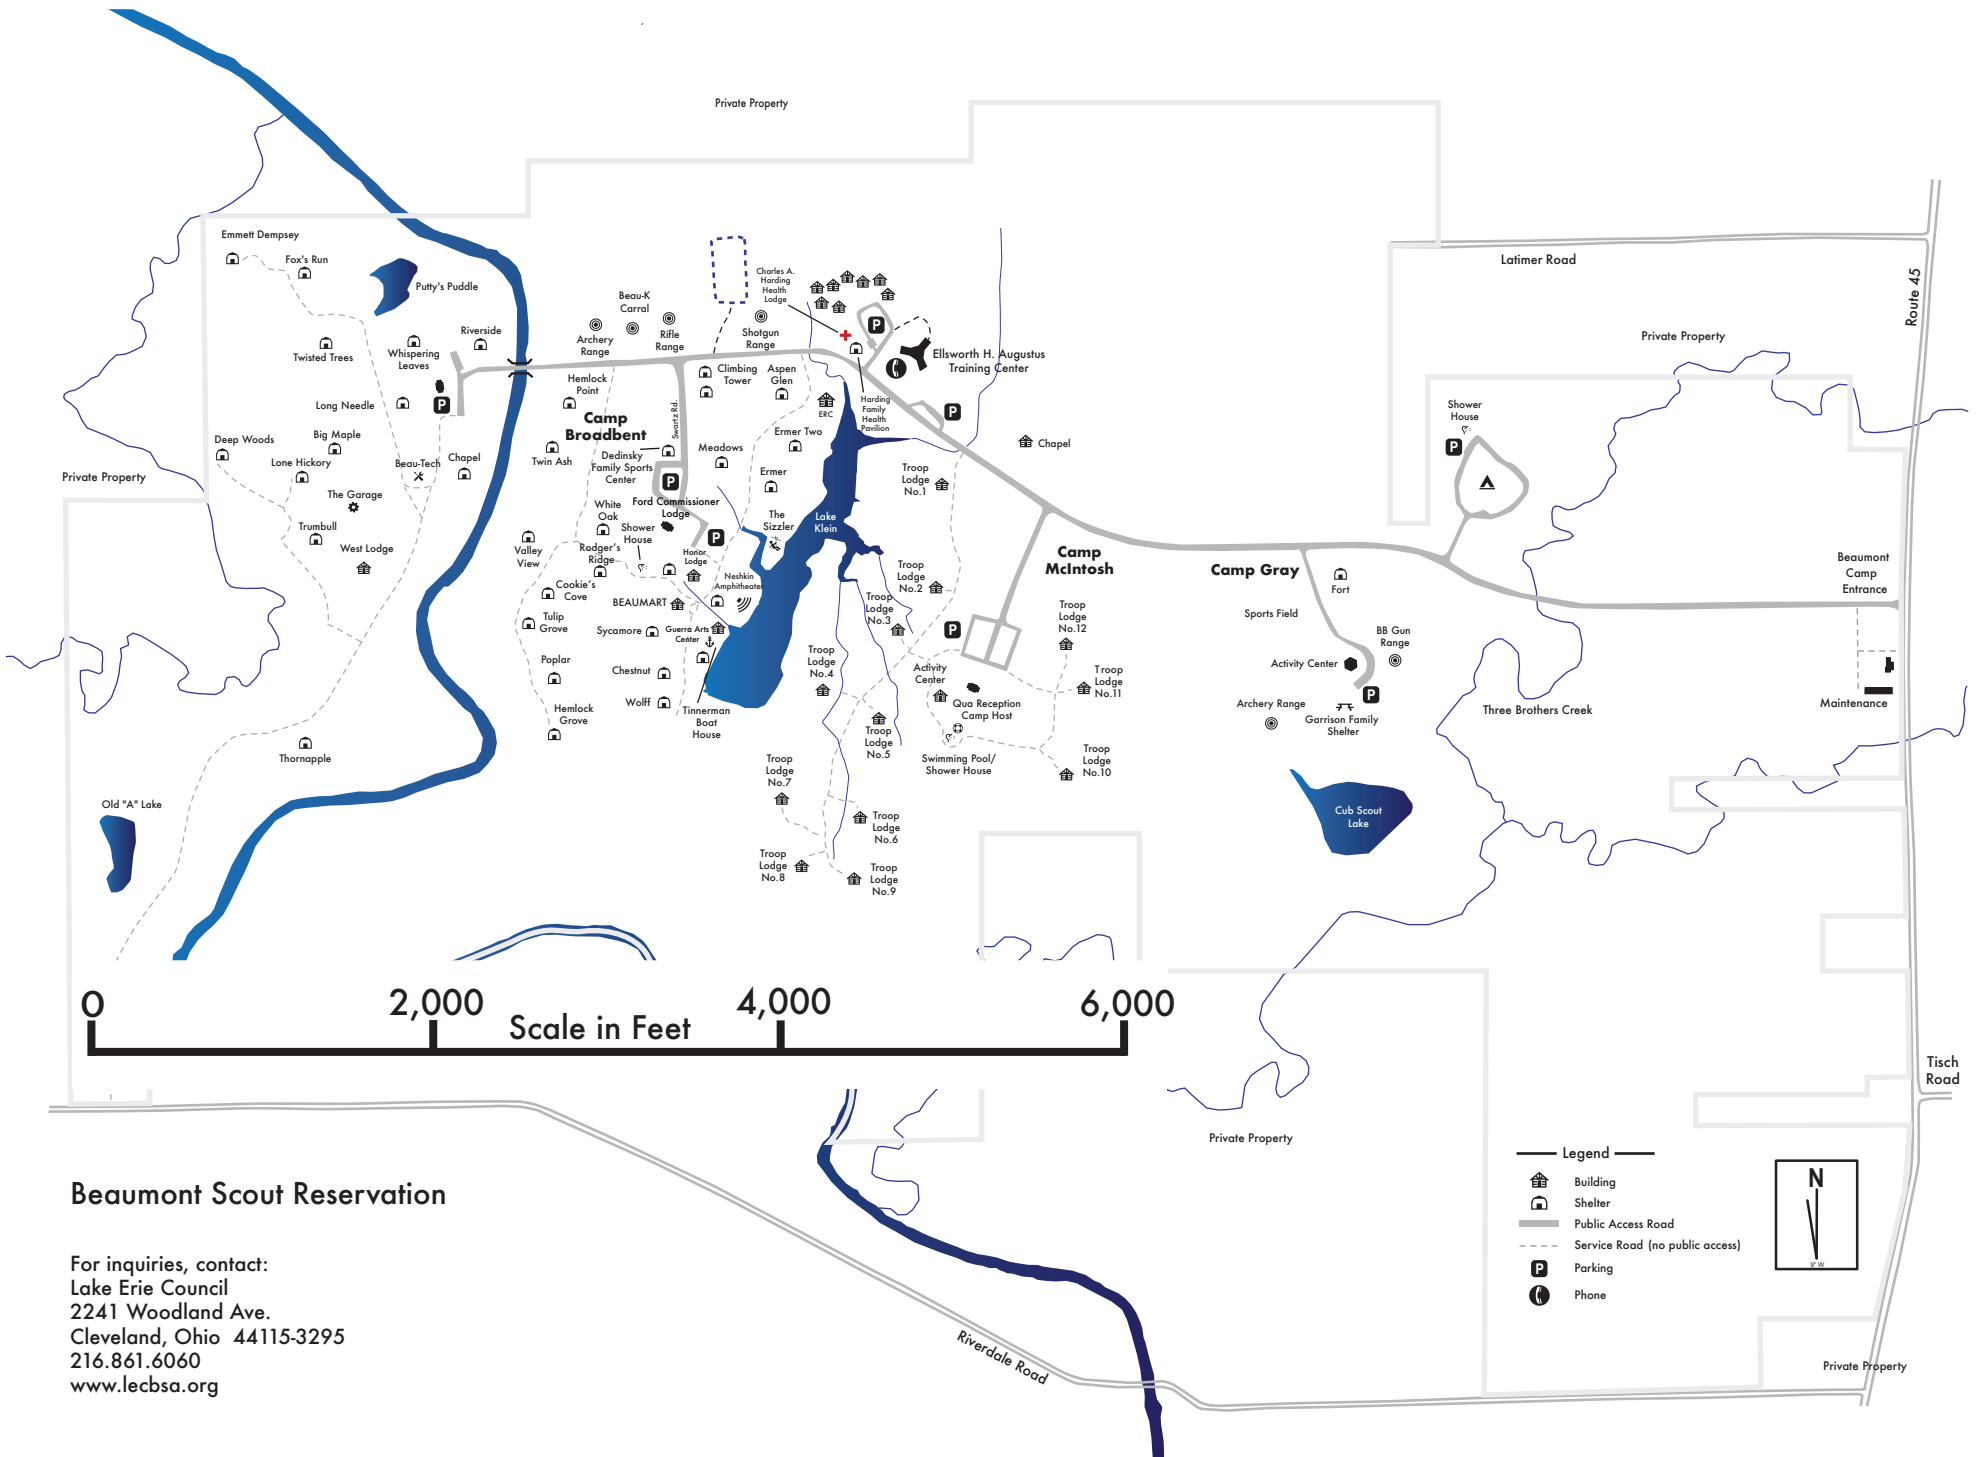 Private Property
Emmett Dempsey
Fox's Run
Putty's Puddle
Twisted Trees
Whispering
Leaves
Riverside
Long Needle
Deep Woods
Big Maple
Lone Hickory
Beau-Tech
Chapel
The Garage
Trumbull
West Lodge
Private Property
Thornapple
Old "A" Lake
Beau-K
Carral
Archery
Range
Rifle
Range
Charles A.
Harding
Health
Lodge
Shotgun
Range
P
Ellsworth H. Augustus
Training Center
Hemlock
Point
Climbing
Tower
Aspen
Glen
ERC
Harding
Family
Health
Pavilion
P
Camp
Broadbent
Swartz Rd.
P
Twin Ash
Dedinsky
Family Sports
Center
Meadows
Ermer Two
Ermer
P
Ford Commissioner
Lodge
White
Oak
Shower
House
P
The
Sizzler
Lake
Klein
Valley
View
Rodger's
Ridge
Honor
Lodge
Neshkin
Amphitheater
Cookie's
Cove
BEAUMART
Tulip
Grove
Sycamore
Guerra Arts
Center
Poplar
Chestnut
Wolff
Hemlock
Grove
Tinnerman
Boat
House
Chapel
Troop
Lodge
No.1
Troop
Lodge
No.2
Troop
Lodge
No.3
Troop
Lodge
No.4
Troop
Lodge
No.5
Troop
Lodge
No.6
Troop
Lodge
No.7
Troop
Lodge
No.8
Troop
Lodge
No.9
Troop
Lodge
No.10
Troop
Lodge
No.11
Troop
Lodge
No.12
P
Activity
Center
Qua Reception
Camp Host
Swimming Pool/
Shower House
Camp
McIntosh
Camp Gray
Fort
Sports Field
BB Gun
Range
Activity Center
P
Archery Range
Garrison Family
Shelter
Cub Scout
Lake
Three Brothers Creek
Shower
House
P
Latimer Road
Private Property
Route 45
Beaumont
Camp
Entrance
Maintenance
Tisch
Road
0
2,000
4,000
6,000
Scale in Feet
Private Property
Riverdale Road
Private Property
Legend
Building
Shelter
Public Access Road
Service Road (no public access)
P
Parking
Phone
N
9° W
Beaumont Scout Reservation
For inquiries, contact:
Lake Erie Council
2241 Woodland Ave.
Cleveland, Ohio 44115-3295
216.861.6060
www.lecbsa.org